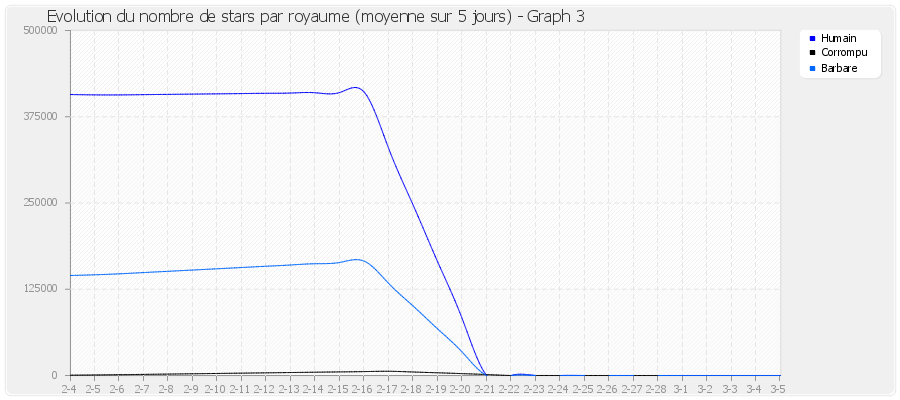 Evolution du nombre de stars par royaume (moyenne sur 5 jours) - Graph 3
500000
375000
250000
125000
0
Humain
Corrompu
Barbare
2-4 2-5 2-6 2-7 2-8 2-9 2-10 2-11 2-12 2-13 2-14 2-15 2-16 2-17 2-18 2-19 2-20 2-21 2-22 2-23 2-24 2-25 2-26 2-27 2-28 3-1 3-2 3-3 3-4 3-5